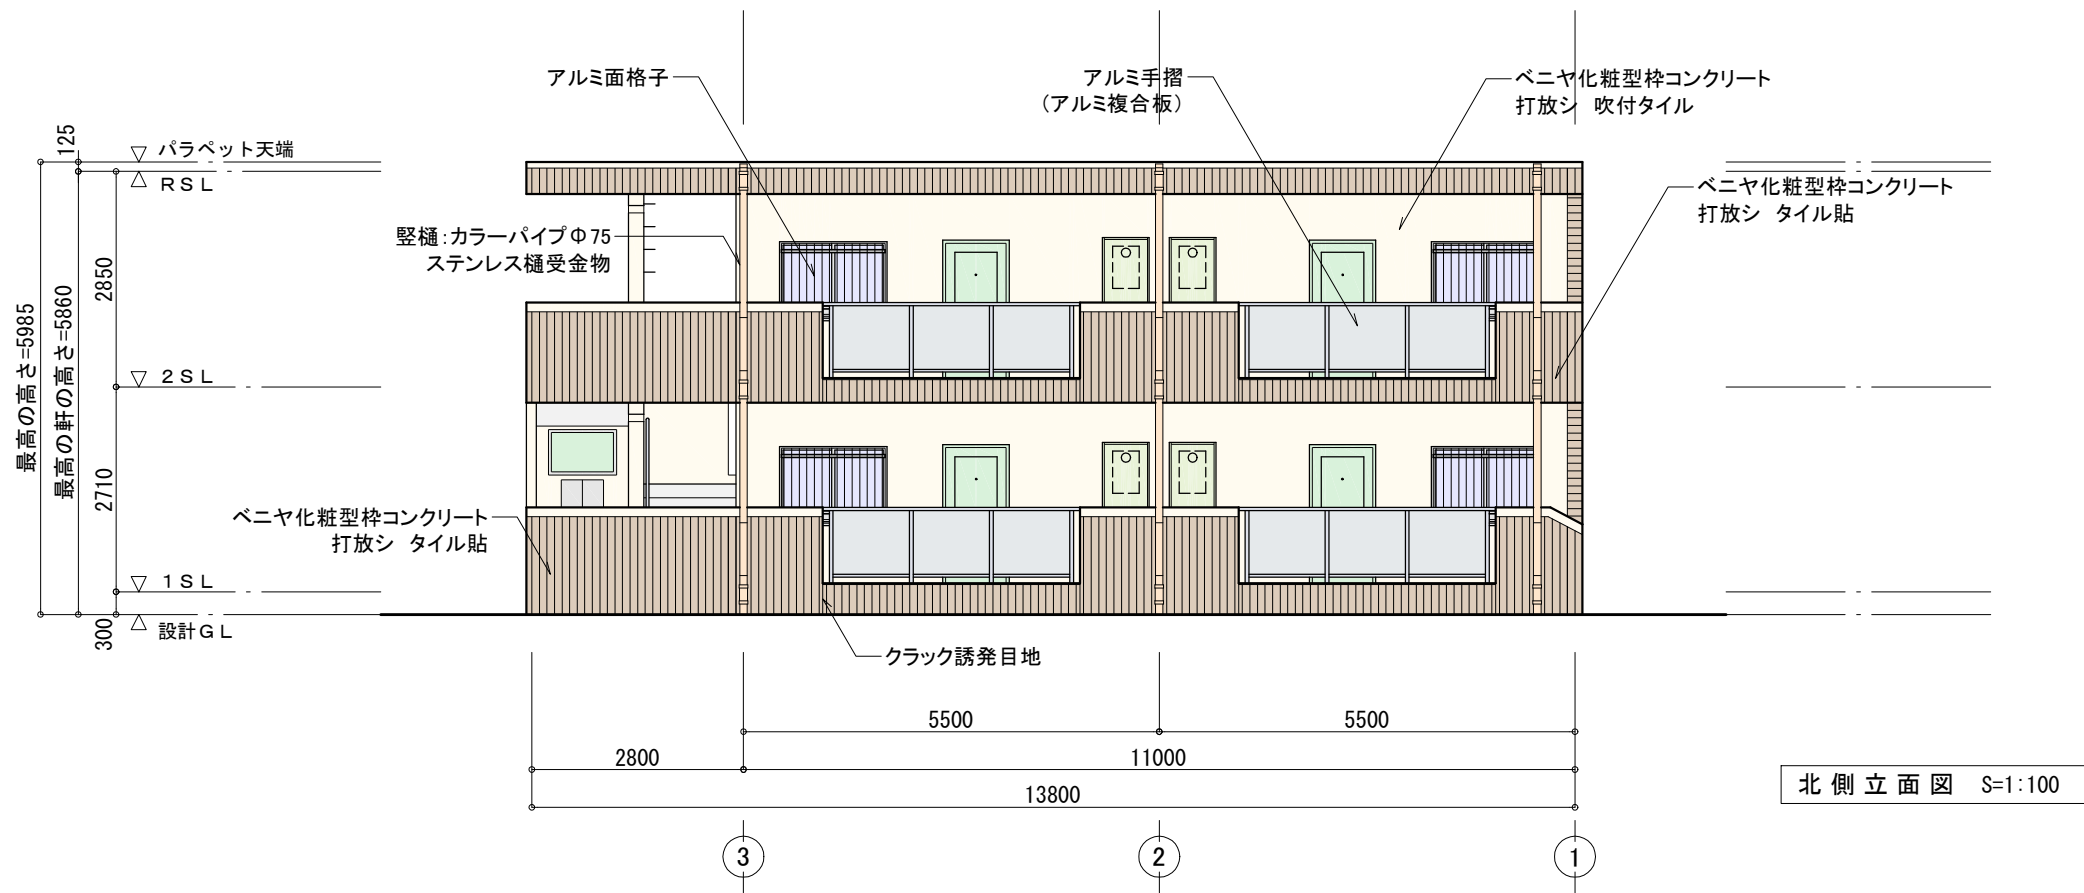 アルミ面格子
アルミ手摺
（アルミ複合板）
ベニヤ化粧型枠コンクリート
打放シ 吹付タイル
125
パラペット天端
RSL
ベニヤ化粧型枠コンクリート
打放シ タイル貼
竪樋：カラーパイプΦ75
ステンレス樋受金物
2850
最高の高さ=5985
最高の軒の高さ=5860
2SL
2710
ベニヤ化粧型枠コンクリート
打放シ タイル貼
1SL
300
設計GL
クラック誘発目地
5500
5500
2800
11000
13800
北側立面図 S=1:100
3
2
1